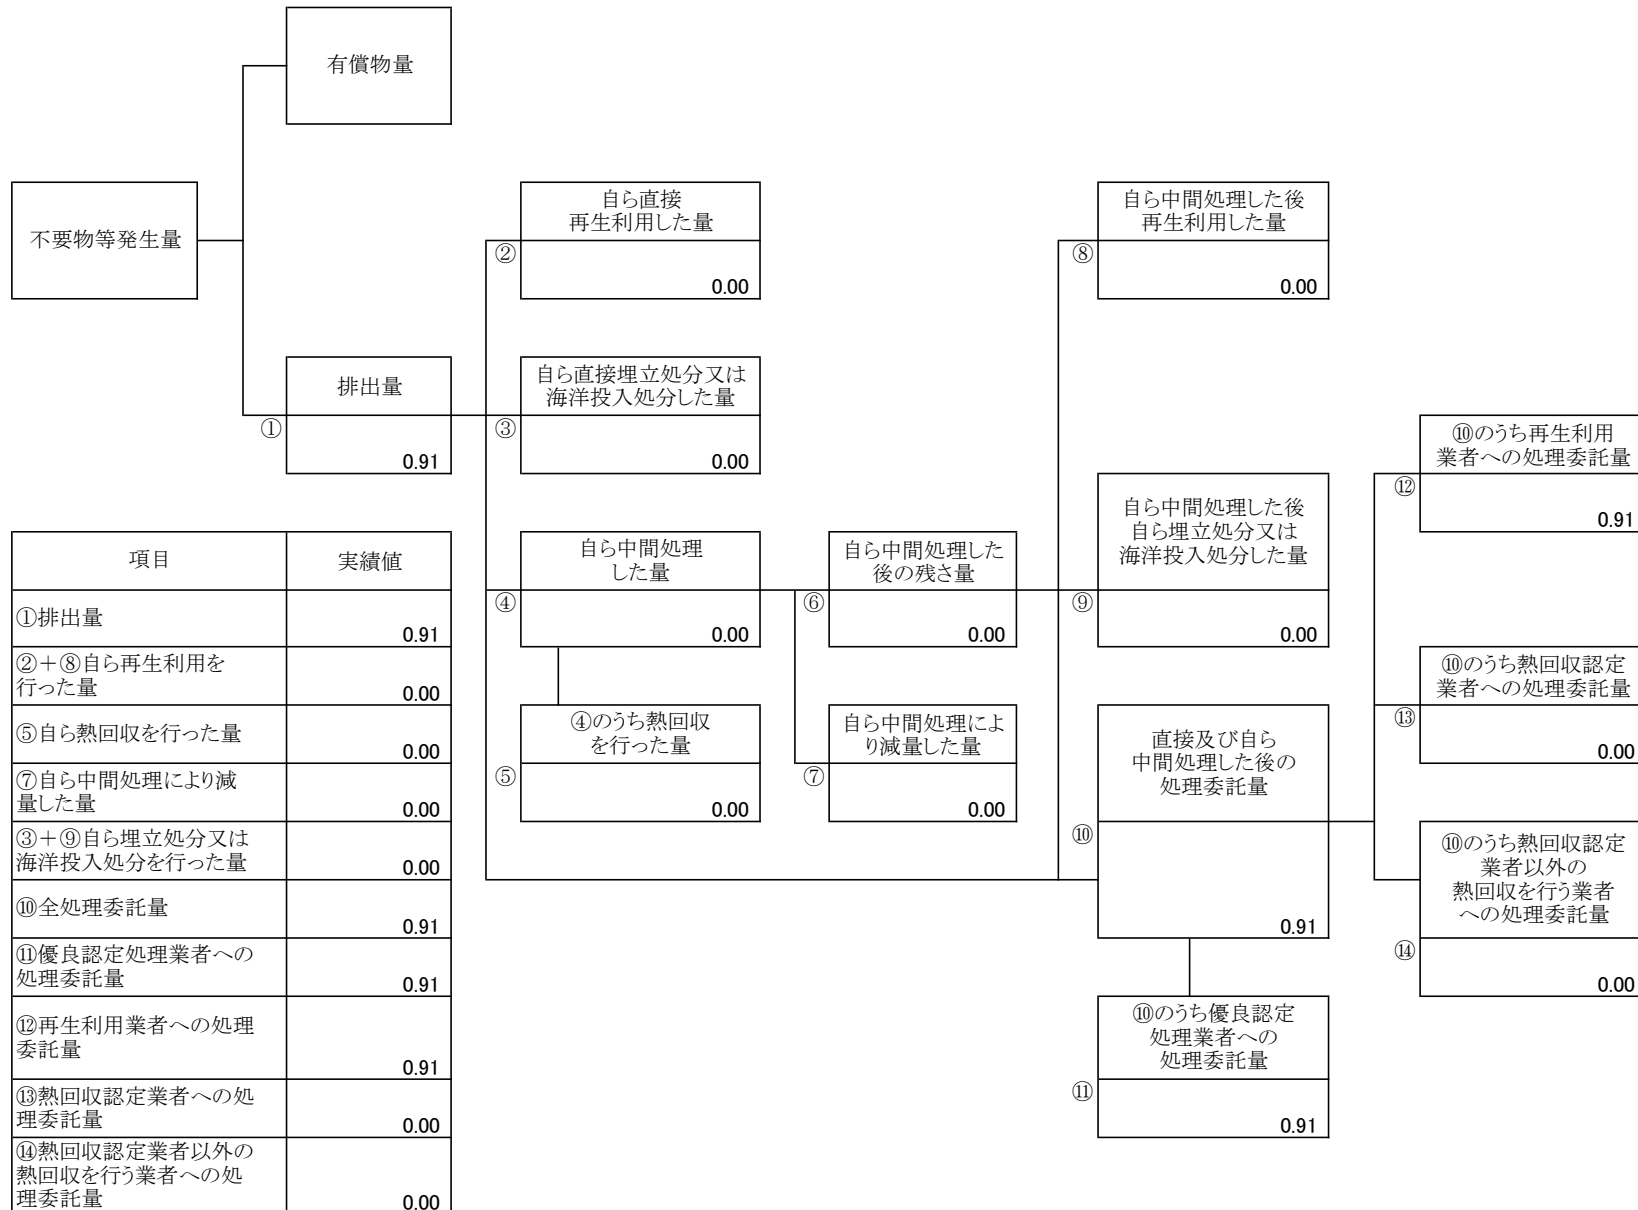 有償物量
不要物等発生量
自ら直接
再生利用した量
②
0.00
自ら中間処理した後
再生利用した量
⑧
0.00
排出量
①
0.91
自ら直接埋立処分又は
海洋投入処分した量
③
0.00
⑩のうち再生利用
業者への処理委託量
⑫
0.91
自ら中間処理
した量
④
0.00
自ら中間処理した
後の残さ量
⑥
0.00
自ら中間処理した後
自ら埋立処分又は
海洋投入処分した量
⑨
0.00
⑩のうち熱回収認定
業者への処理委託量
⑬
0.00
④のうち熱回収
を行った量
⑤
0.00
自ら中間処理によ
り減量した量
⑦
0.00
直接及び自ら
中間処理した後の
処理委託量
⑩
0.91
⑩のうち熱回収認定
業者以外の
熱回収を行う業者
への処理委託量
⑭
0.00
⑩のうち優良認定
処理業者への
処理委託量
⑪
0.91
項目 実績値
①排出量
0.91
②+⑧自ら再生利用を
行った量
0.00
⑤自ら熱回収を行った量
0.00
⑦自ら中間処理により減
量した量
0.00
③+⑨自ら埋立処分又は
海洋投入処分を行った量
0.00
⑩全処理委託量
0.91
⑪優良認定処理業者への
処理委託量
0.91
⑫再生利用業者への処理
委託量
0.91
⑬熱回収認定業者への処
理委託量
0.00
⑭熱回収認定業者以外の
熱回収を行う業者への処
理委託量
0.00